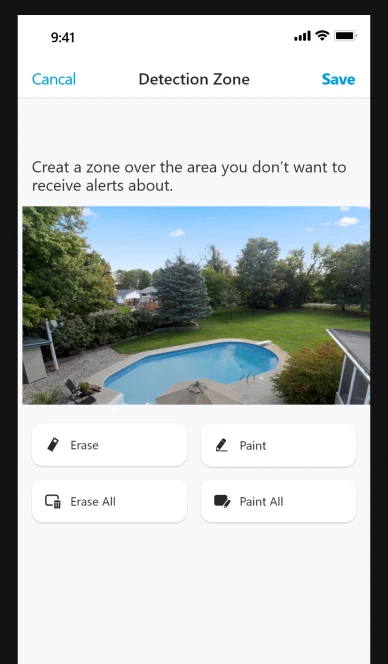 9:41
Cancal Detection Zone Save
Creat a zone over the area you don't want to
receive alerts about.
Erase Paint
Erase All Paint All